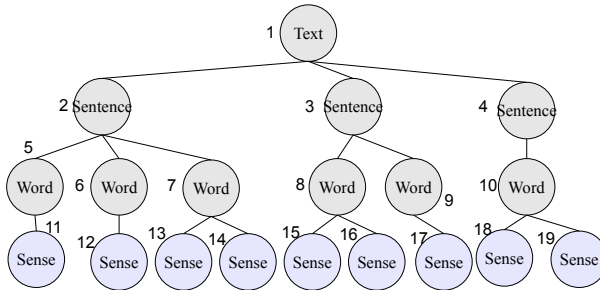 1 Text
2 Sentence 3 Sentence 4 Sentence
5 Word 6 Word 7 Word 8 Word Word 9 10 Word
11 Sense 12 Sense 13 Sense 14 Sense 15 Sense 16 Sense 17 Sense 18 Sense 19 Sense